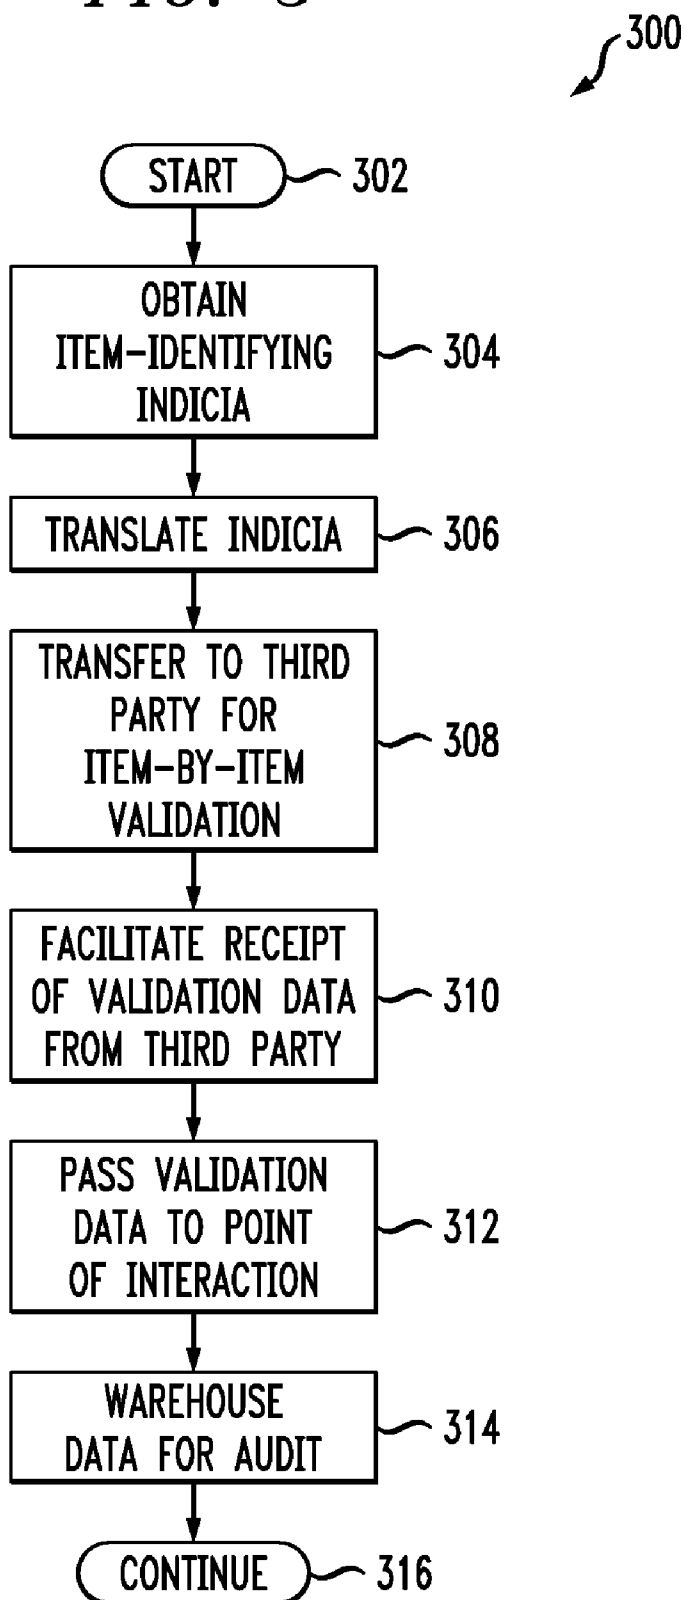 300
START
302
OBTAIN
ITEM-IDENTIFYING
INDICIA
304
TRANSLATE INDICIA
306
TRANSFER TO THIRD
PARTY FOR
ITEM-BY-ITEM
VALIDATION
308
FACILITATE RECEIPT
OF VALIDATION DATA
FROM THIRD PARTY
310
PASS VALIDATION
DATA TO POINT
OF INTERACTION
312
WAREHOUSE
DATA FOR AUDIT
314
CONTINUE
316